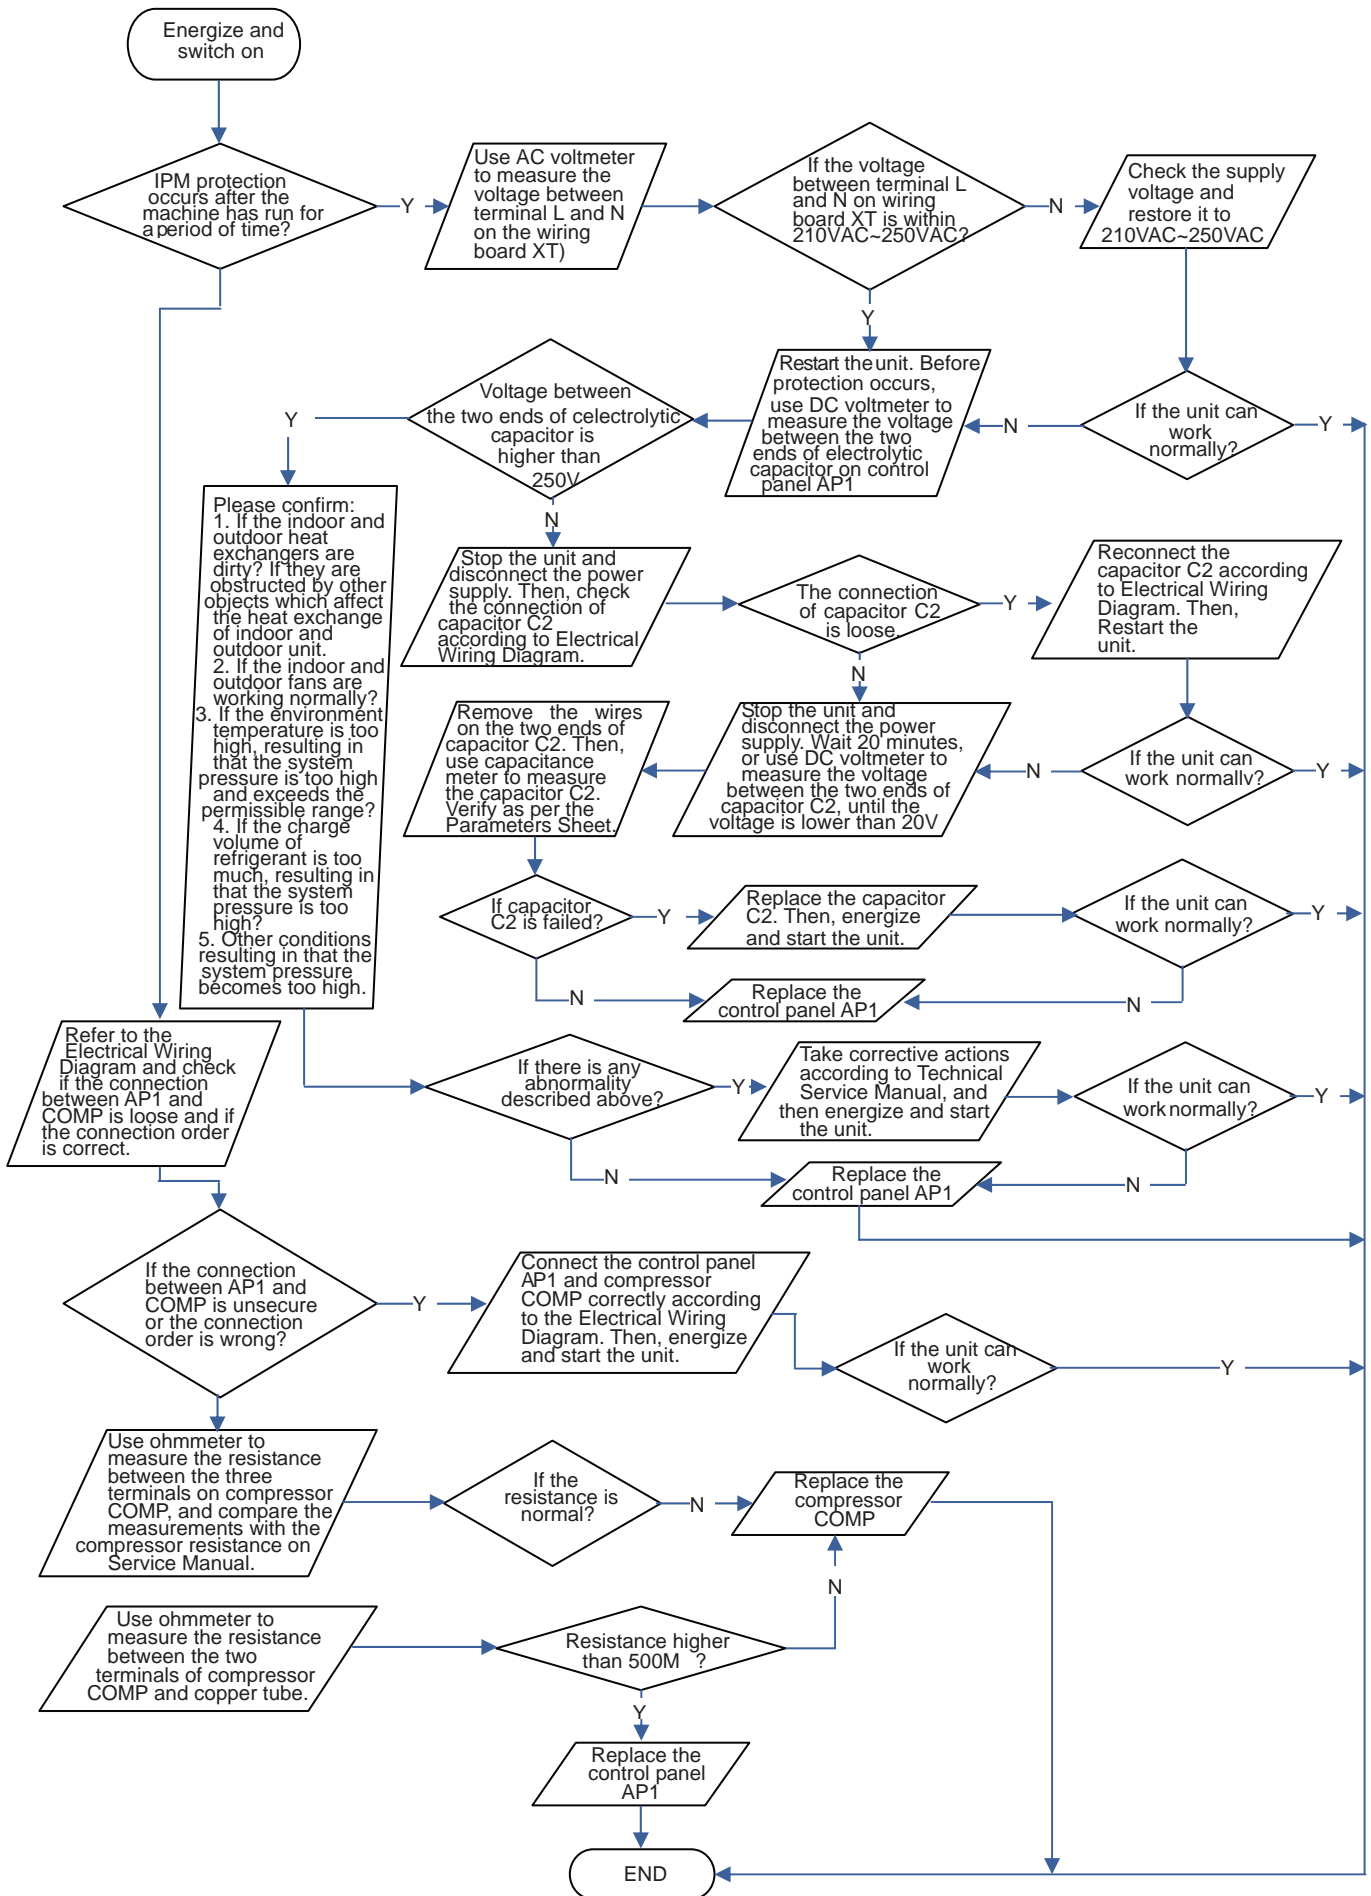 Energize and
switch on
IPM protection
occurs after the
machine has run for
a period of time?
Y
Use AC voltmeter
to measure the
voltage between
terminal L and N
on the wiring
board XT)
If the voltage
between terminal L
and N on wiring
board XT is within
210VAC~250VAC?
N
Check the supply
voltage and
restore it to
210VAC~250VAC
Y
Voltage between
the two ends of celectrolytic
capacitor is
higher than
250V
Y
Restart the unit. Before
protection occurs,
use DC voltmeter to
measure the voltage
between the two
ends of electrolytic
capacitor on control
panel AP1
N
If the unit can
work
normally?
Y
N
Please confirm:
1. If the indoor and
outdoor heat
exchangers are
dirty? If they are
obstructed by other
objects which affect
the heat exchange
of indoor and
outdoor unit.
2. If the indoor and
outdoor fans are
working normally?
3. If the environment
temperature is too
high, resulting in
that the system
pressure is too high
and exceeds the
permissible range?
4. If the charge
volume of
refrigerant is too
much, resulting in
that the system
pressure is too
high?
5. Other conditions
resulting in that the
system pressure
becomes too high.
Stop the unit and
disconnect the power
supply. Then, check
the connection of
capacitor C2
according to Electrical
Wiring Diagram.
The connection
of capacitor C2
is loose.
Y
Reconnect the
capacitor C2 according
to Electrical Wiring
Diagram. Then,
Restart the
unit.
N
Remove the wires
on the two ends of
capacitor C2. Then,
use capacitance
meter to measure
the capacitor C2.
Verify as per the
Parameters Sheet.
Stop the unit and
disconnect the power
supply. Wait 20 minutes,
or use DC voltmeter to
measure the voltage
between the two ends of
capacitor C2, until the
voltage is lower than 20V
N
If the unit can
work normally?
Y
If capacitor
C2 is failed?
Y
Replace the capacitor
C2. Then, energize
and start the unit.
If the unit can
work normally?
Y
N
Replace the
control panel AP1
N
Refer to the
Electrical Wiring
Diagram and check
if the connection
between AP1 and
COMP is loose and if
the connection order
is correct.
If there is any
abnormality
described above?
Y
Take corrective actions
according to Technical
Service Manual, and
then energize and start
the unit.
If the unit can
work normally?
Y
N
Replace the
control panel AP1
N
If the connection
between AP1 and
COMP is unsecure
or the connection
order is wrong?
Y
Connect the control panel
AP1 and compressor
COMP correctly according
to the Electrical Wiring
Diagram. Then, energize
and start the unit.
If the unit can
work
normally?
Y
Use ohmmeter to
measure the resistance
between the three
terminals on compressor
COMP, and compare the
measurements with the
compressor resistance on
Service Manual.
If the
resistance is
normal?
N
Replace the
compressor
COMP
N
Use ohmmeter to
measure the resistance
between the two
terminals of compressor
COMP and copper tube.
Resistance higher
than 500M ?
Y
Replace the
control panel
AP1
END